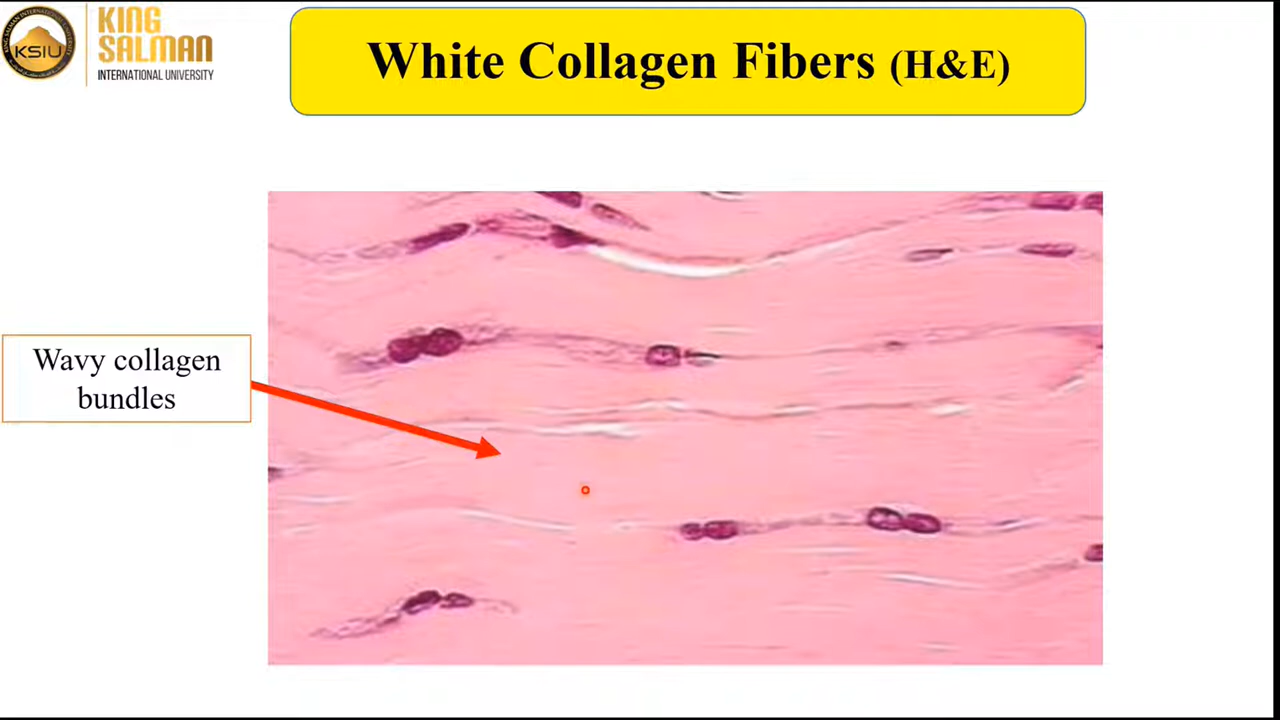 KSIU
KING
SALMAN
INTERNATIONAL UNIVERSITY
White Collagen Fibers (H&E)
Wavy collagen
bundles